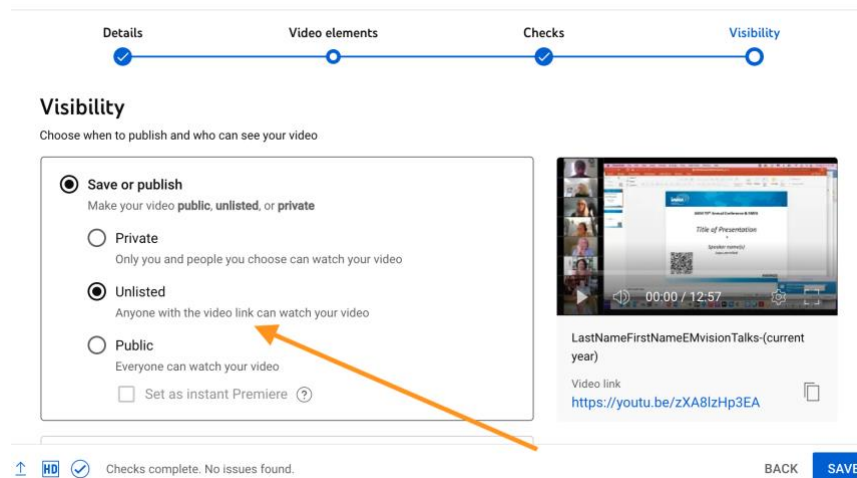 Details
Video elements
Checks
Visibility
Visibility
Choose when to publish and who can see your video
Save or publish
Make your video public, unlisted, or private
Private
Only you and people you choose can watch your video
Unlisted
Anyone with the video link can watch your video
Public
Everyone can watch your video
Set as instant Premiere ?
Title of Presentation
Speaker name(s)
00:00 / 12:57
LastNameFirstNameEMvisionTalks-(current
year)
Video link
https://youtu.be/zXA8lzHp3EA
HD
Checks complete. No issues found.
BACK
SAVE